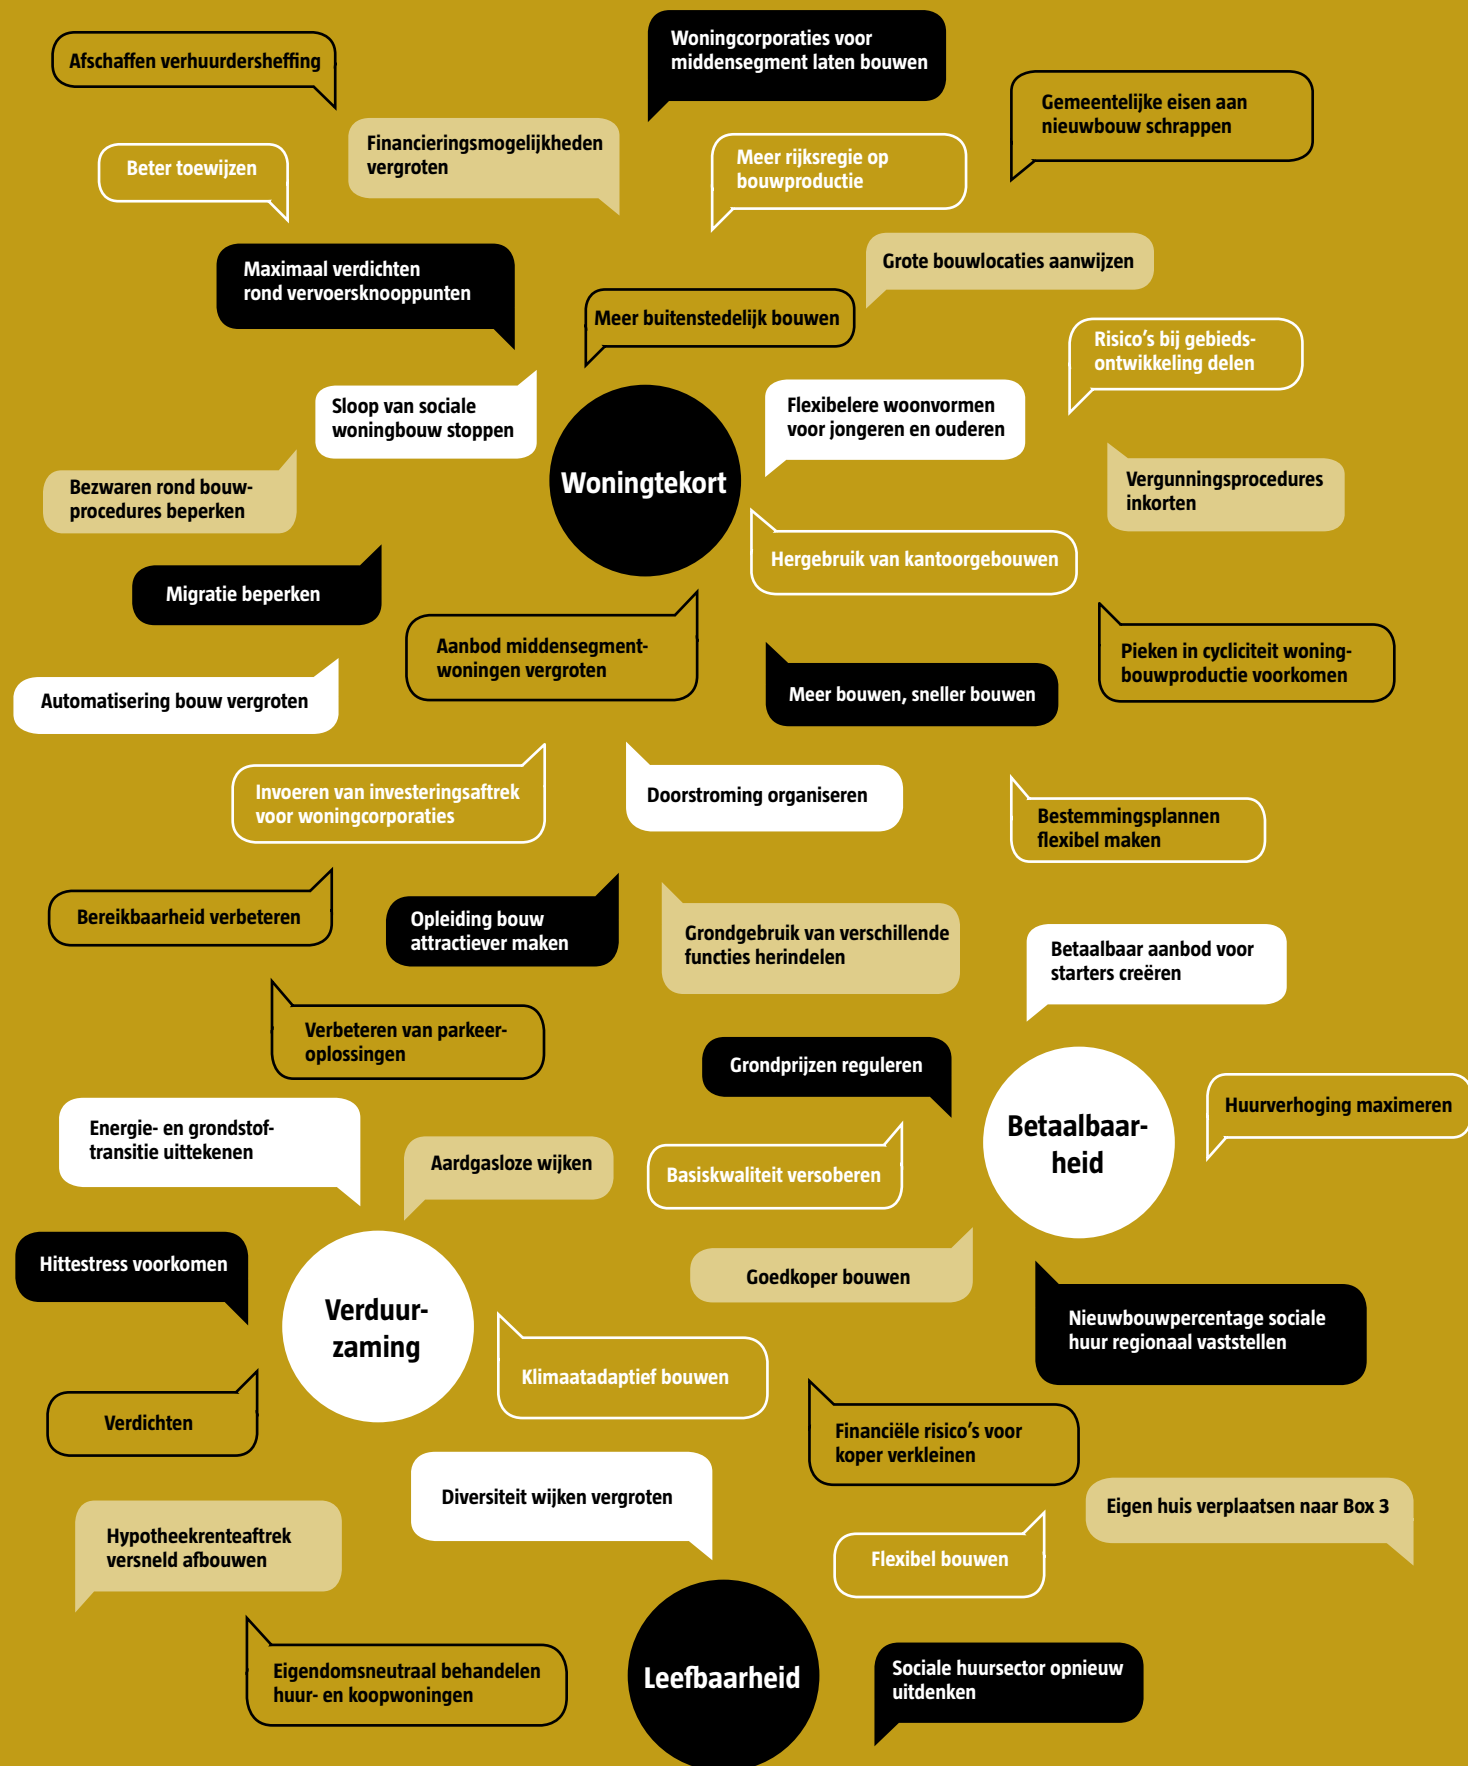 Afschaffen verhuurdersheffing
Woningcorporaties voor
middensegment laten bouwen
Gemeentelijke eisen aan
nieuwbouw schrappen
Financieringsmogelijkheden
vergroten
Beter toewijzen
Meer rijksregie op
bouwproductie
Maximaal verdichten
rond vervoersknooppunten
Grote bouwlocaties aanwijzen
Meer buitenstedelijk bouwen
Risico's bij gebieds-
ontwikkeling delen
Sloop van sociale
woningbouw stoppen
Flexibelere woonvormen
voor jongeren en ouderen
Woningtekort
Bezwaren rond bouw-
procedures beperken
Vergunningsprocedures
inkorten
Hergebruik van kantoorgebouwen
Migratie beperken
Aanbod middensegment-
woningen vergroten
Pieken in cycliciteit woning-
bouwproductie voorkomen
Automatisering bouw vergroten
Meer bouwen, sneller bouwen
Invoeren van investeringsaftrek
voor woningcorporaties
Doorstroming organiseren
Bestemmingsplannen
flexibel maken
Bereikbaarheid verbeteren
Opleiding bouw
attractiever maken
Grondgebruik van verschillende
functies herindelen
Betaalbaar aanbod voor
starters creëren
Verbeteren van parkeer-
oplossingen
Grondprijzen reguleren
Betaalbaar-
heid
Huurverhoging maximeren
Energie- en grondstof-
transitie uittekenen
Aardgasloze wijken
Basiskwaliteit versoberen
Hittestress voorkomen
Goedkoper bouwen
Verduur-
zaming
Nieuwbouwpercentage sociale
huur regionaal vaststellen
Klimaatadaptief bouwen
Verdichten
Financiële risico's voor
koper verkleinen
Diversiteit wijken vergroten
Eigen huis verplaatsen naar Box 3
Hypotheekrenteaftrek
versneld afbouwen
Flexibel bouwen
Eigendomsneutraal behandelen
huur- en koopwoningen
Leefbaarheid
Sociale huursector opnieuw
uitdenken